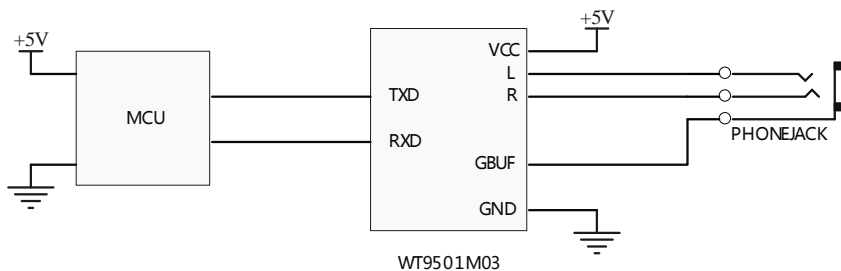 +5V
+5V
VCC
L
TXD
R
MCU
RXD
PHONEJACK
GBUF
GND
WT9501M03